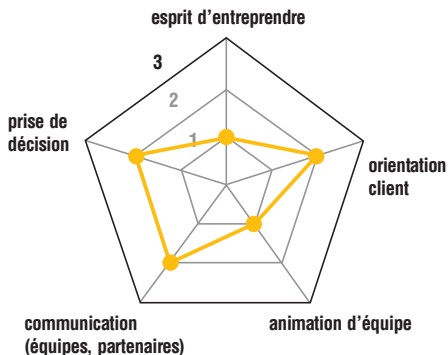 esprit d’entreprendre
3
2
1
prise de
décision
orientation
client
communication
(équipes, partenaires)
animation d’équipe